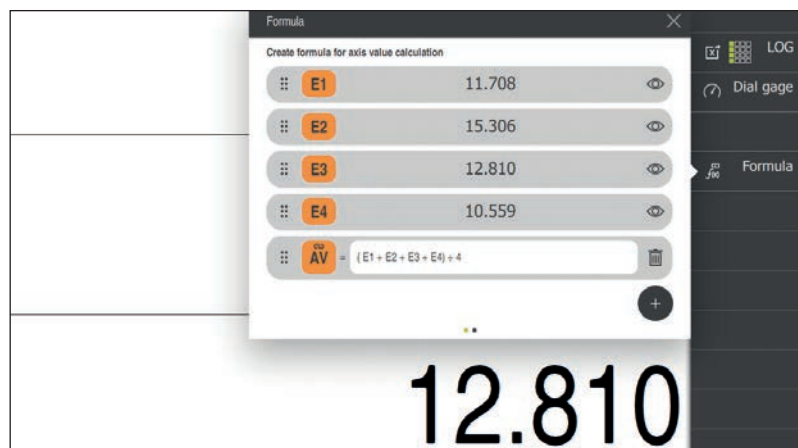 Formula
Create formula for axis value calculation
E1 11.708
E2 15.306
E3 12.810
E4 10.559
AV = (E1 + E2 + E3 + E4) ÷ 4
LOG
Dial gage
Formula
12.810